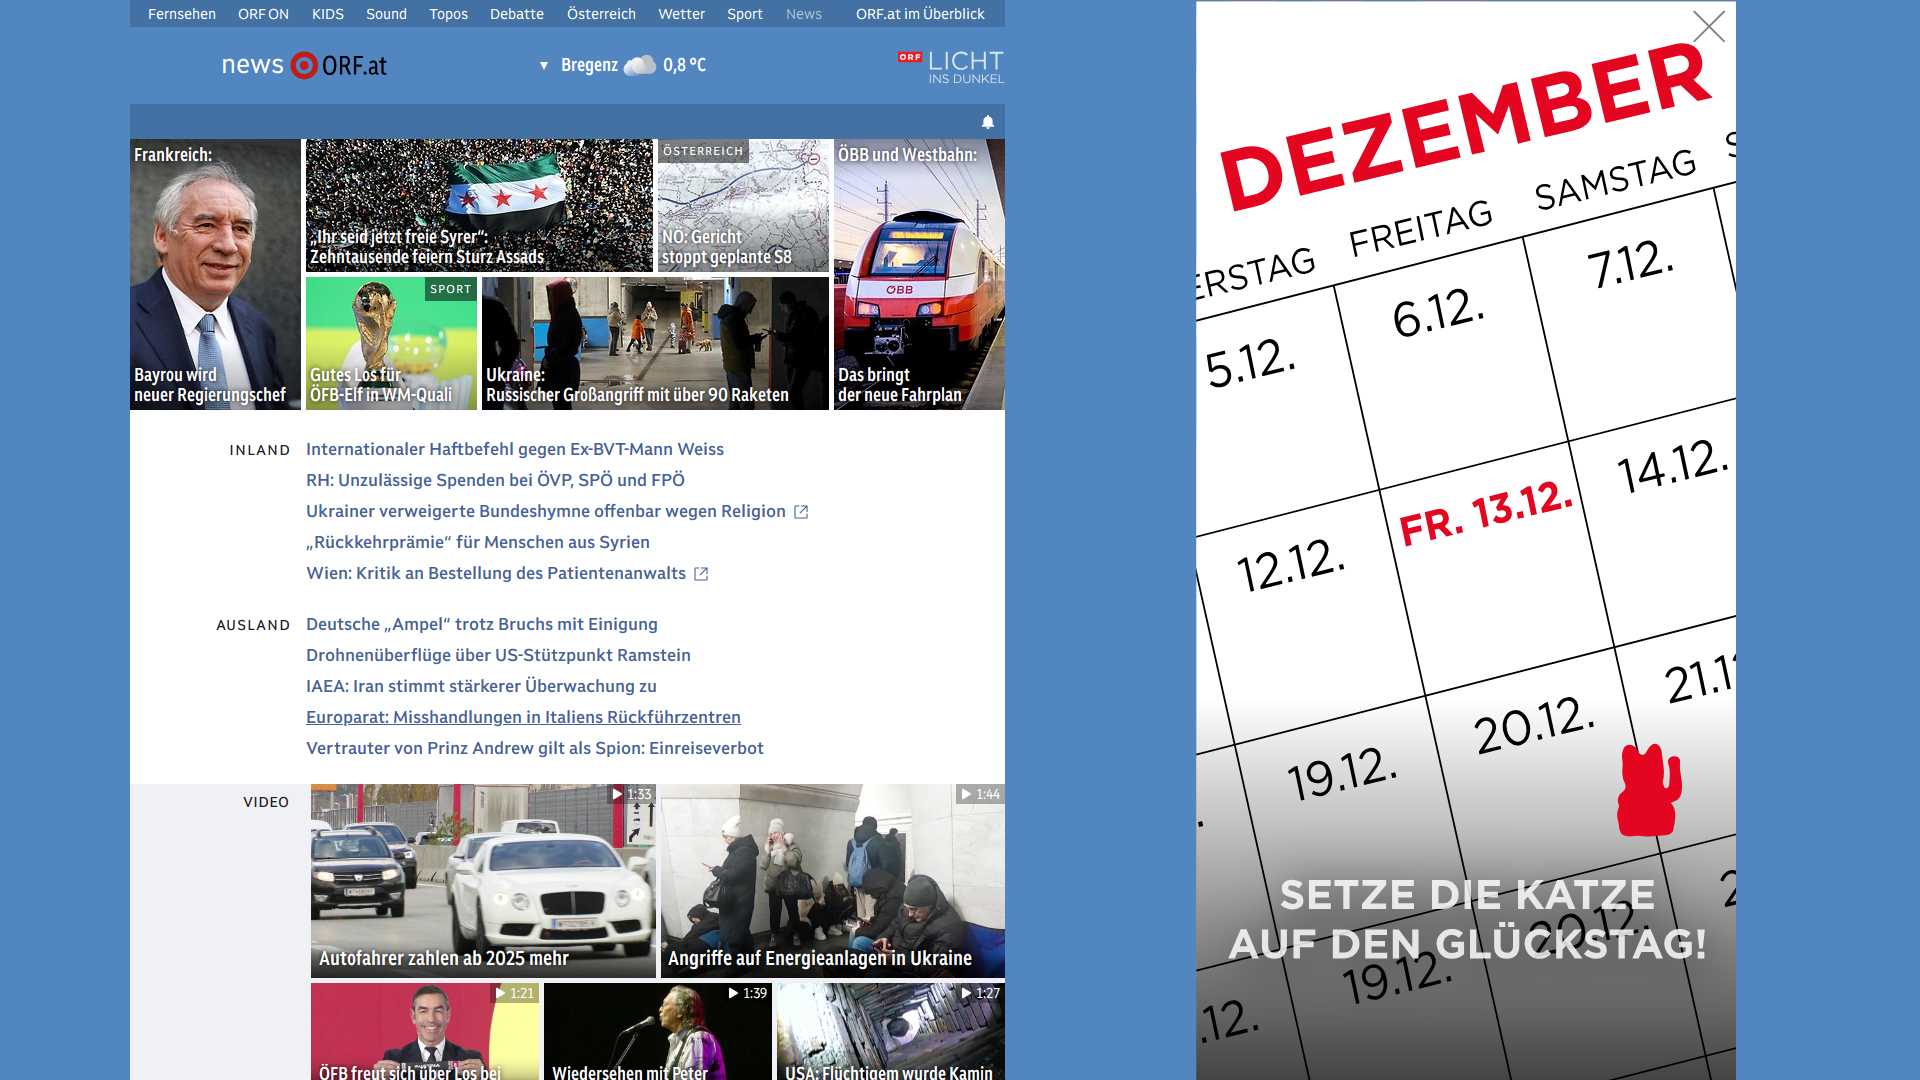 Fernsehen ORF ON KIDS Sound Topos Debatte Österreich Wetter Sport News ORF.at im Überblick
news ORF.at
Bregenz 0,8 °C
ORF LICHT
INS DUNKEL
Frankreich:
Bayrou wird
neuer Regierungschef
„Ihr seid jetzt freie Syrer“:
Zehntausende feiern Sturz Assads
ÖSTERREICH
NÖ: Gericht
stoppt geplante S8
ÖBB und Westbahn:
ÖBB
Das bringt
der neue Fahrplan
SPORT
Gutes Los für
ÖFB-Elf in WM-Quali
Ukraine:
Russischer Großangriff mit über 90 Raketen
INLAND
Internationaler Haftbefehl gegen Ex-BVT-Mann Weiss
RH: Unzulässige Spenden bei ÖVP, SPÖ und FPÖ
Ukrainer verweigerte Bundeshymne offenbar wegen Religion
„Rückkehrprämie“ für Menschen aus Syrien
Wien: Kritik an Bestellung des Patientenanwalts
AUSLAND
Deutsche „Ampel“ trotz Bruchs mit Einigung
Drohnenüberflüge über US-Stützpunkt Ramstein
IAEA: Iran stimmt stärkerer Überwachung zu
Europarat: Misshandlungen in Italiens Rückführzentren
Vertrauter von Prinz Andrew gilt als Spion: Einreiseverbot
VIDEO
1:33
Autofahrer zahlen ab 2025 mehr
1:44
Angriffe auf Energieanlagen in Ukraine
1:21
ÖFB freut sich über Los bei
1:39
Wiedersehen mit Peter
1:27
USA: Flüchtigem wurde Kamin
DEZEMBER
ERSTAG FREITAG SAMSTAG S
5.12. 6.12. 7.12.
12.12. FR. 13.12. 14.12.
19.12. 20.12. 21.1
.12. 19.12. 20.12. 2
SETZE DIE KATZE
AUF DEN GLÜCKSTAG!